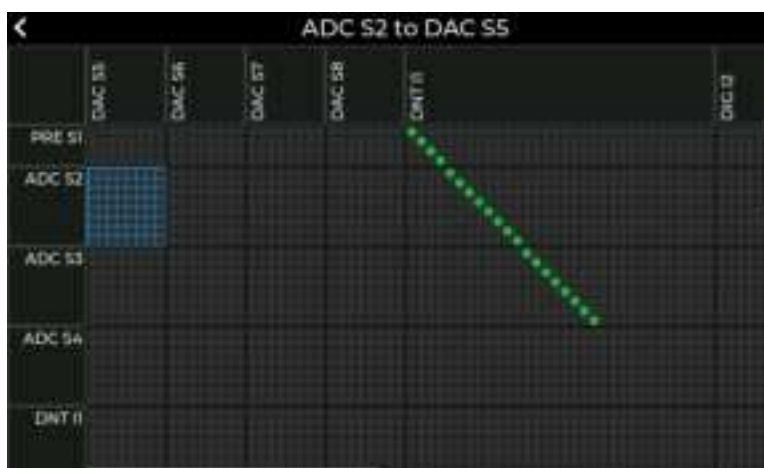 ADC S2 to DAC S5
DAC S5
DAC S6
DAC S7
DAC S8
DNT I1
DIG I2
PRE S1
ADC S2
ADC S3
ADC S4
DNT I1